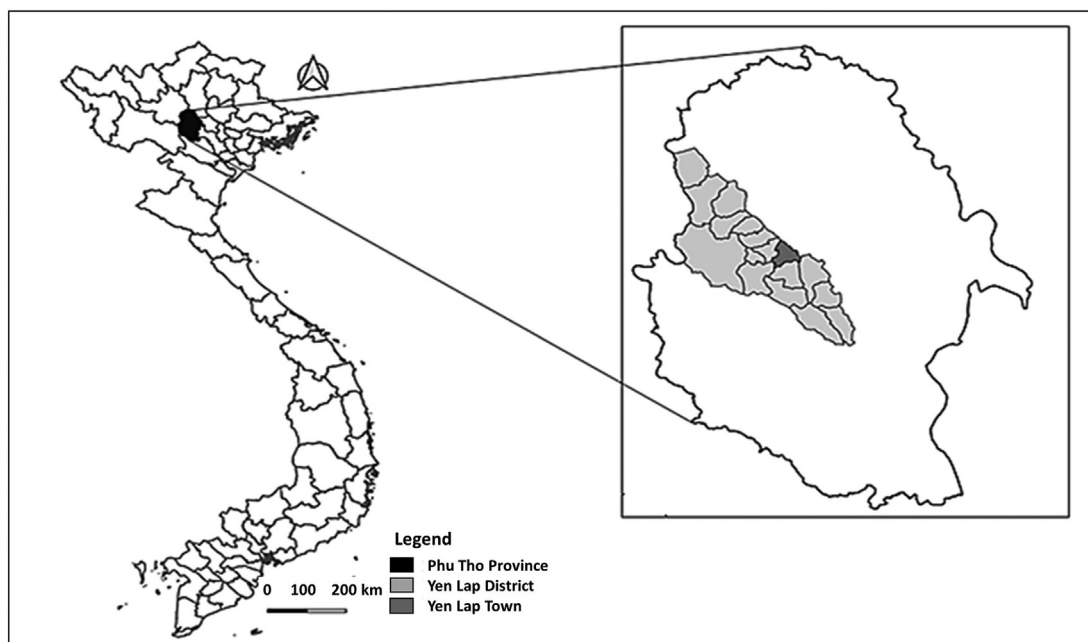 Legend
Phu Tho Province
Yen Lap District
Yen Lap Town
0 100 200 km